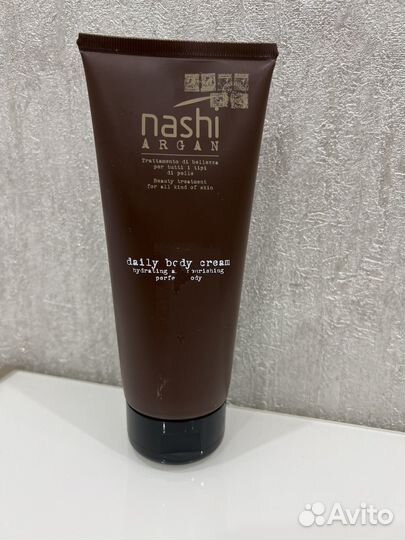 nashi
ARGAN
Trattamento di bellezza
per tutti i tipi
di pelle
Beauty treatment
for all kind of skin
daily body cream
hydrating
body
Avito